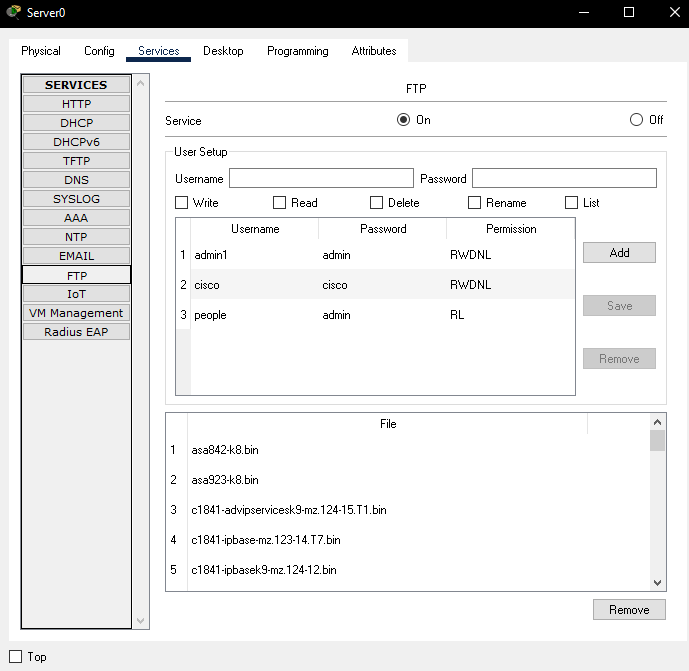 Server0
Physical Config Services Desktop Programming Attributes
SERVICES
HTTP
DHCP
DHCPv6
TFTP
DNS
SYSLOG
AAA
NTP
EMAIL
FTP
IoT
VM Management
Radius EAP
FTP
Service On Off
User Setup
Username Password
Write Read Delete Rename List
Username Password Permission
1 admin1 admin RWDNL
2 cisco cisco RWDNL
3 people admin RL
Add
Save
Remove
File
1 asa842-k8.bin
2 asa923-k8.bin
3 c1841-advipservicesk9-mz.124-15.T1.bin
4 c1841-ipbase-mz.123-14.T7.bin
5 c1841-ipbasek9-mz.124-12.bin
Remove
Top